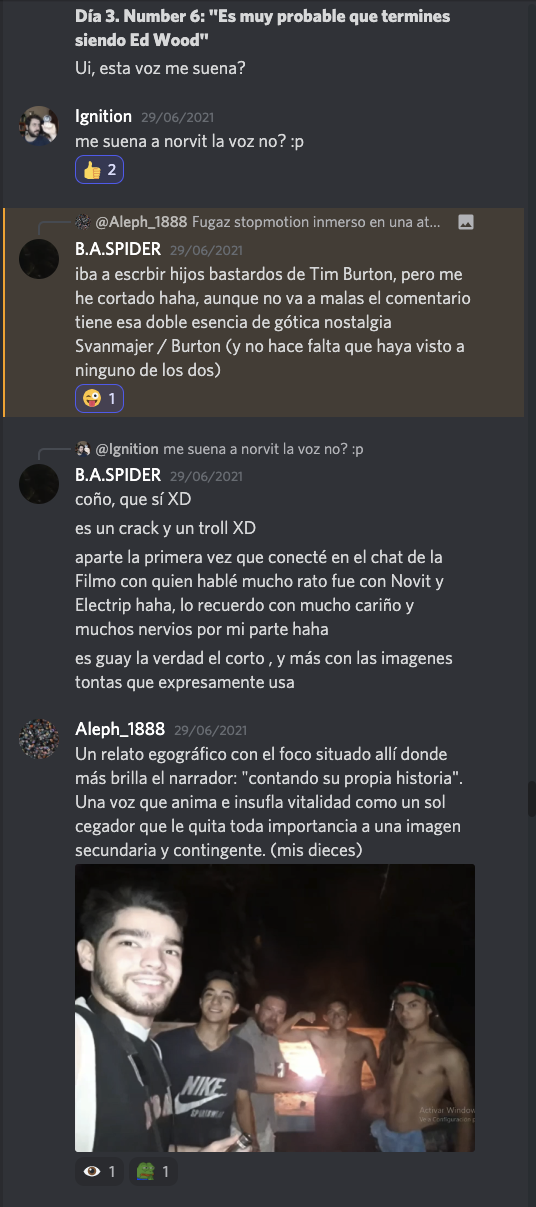 Día 3. Number 6: "Es muy probable que termines
siendo Ed Wood"
Ui, esta voz me suena?
Ignition 29/06/2021
me suena a norvit la voz no? :p
2
@Aleph_1888 Fugaz stopmotion inmerso en una at...
B.A.SPIDER 29/06/2021
iba a escrbir hijos bastardos de Tim Burton, pero me
he cortado haha, aunque no va a malas el comentario
tiene esa doble esencia de gótica nostalgia
Svanmajer / Burton (y no hace falta que haya visto a
ninguno de los dos)
1
@Ignition me suena a norvit la voz no? :p
B.A.SPIDER 29/06/2021
coño, que sí XD
es un crack y un troll XD
aparte la primera vez que conecté en el chat de la
Filmo con quien hablé mucho rato fue con Novit y
Electrip haha, lo recuerdo con mucho cariño y
muchos nervios por mi parte haha
es guay la verdad el corto , y más con las imagenes
tontas que expresamente usa
Aleph_1888 29/06/2021
Un relato egográfico con el foco situado allí donde
más brilla el narrador: "contando su propia historia".
Una voz que anima e insufla vitalidad como un sol
cegador que le quita toda importancia a una imagen
secundaria y contingente. (mis dieces)
NIKE
Activar Window
1 1